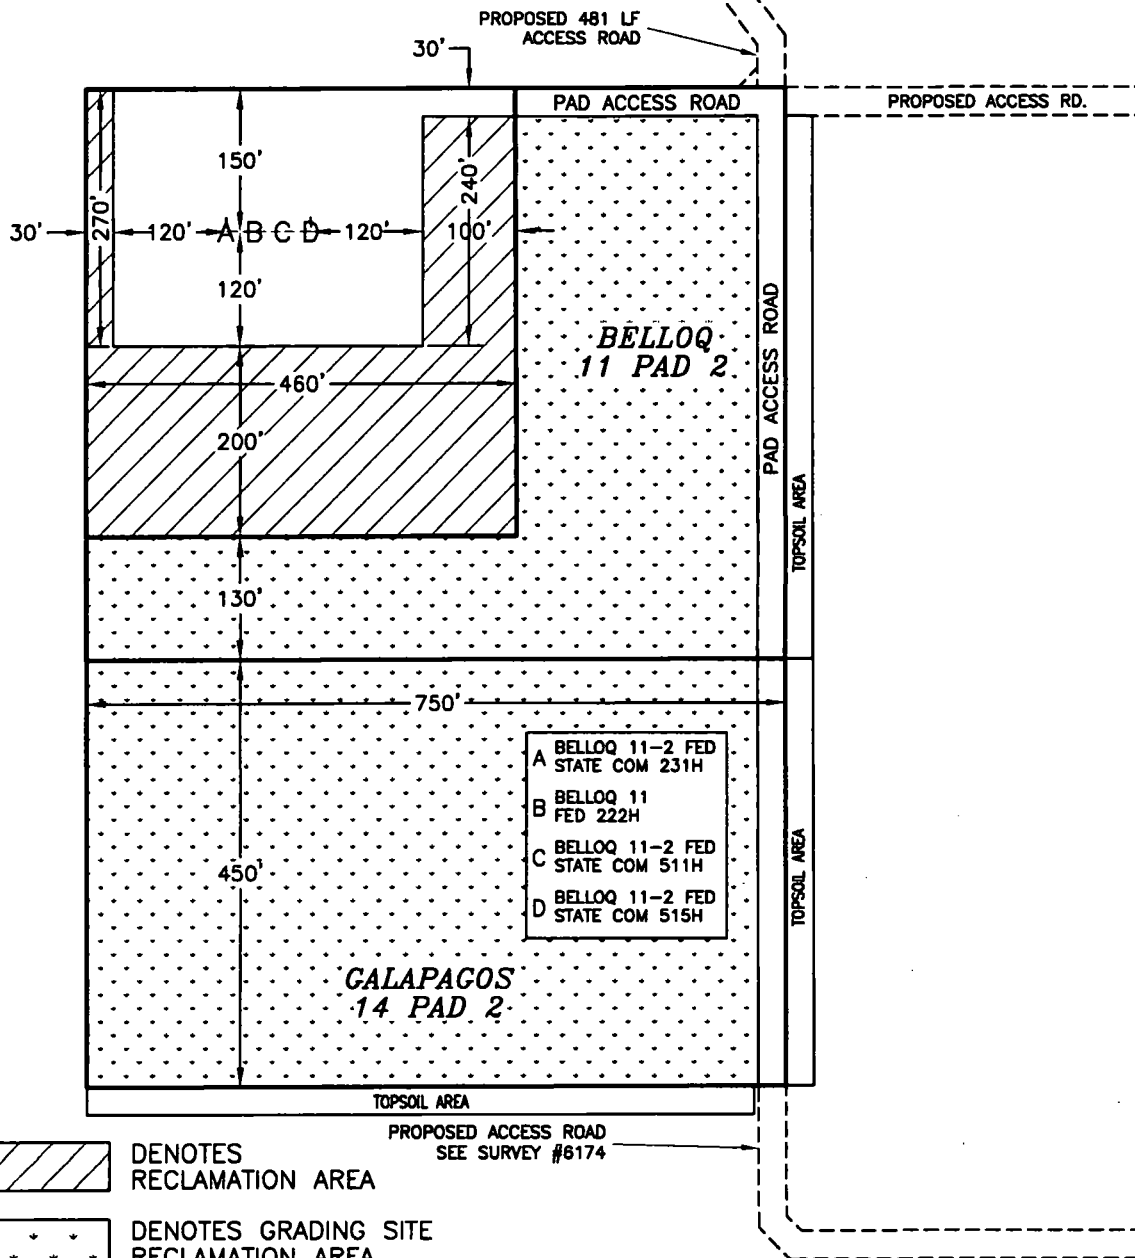 PROPOSED 481 LF
ACCESS ROAD
30'
PAD ACCESS ROAD
PROPOSED ACCESS RD.
150'
270'
240'
30'
120'
A B C D
120'
100'
120'
BELLOQ
11 PAD 2
PAD ACCESS ROAD
460'
200'
TOPSOIL AREA
130'
750'
A BELLOQ 11-2 FED
STATE COM 231H
B BELLOQ 11
FED 222H
C BELLOQ 11-2 FED
STATE COM 511H
D BELLOQ 11-2 FED
STATE COM 515H
450'
TOPSOIL AREA
GALAPAGOS
14 PAD 2
TOPSOIL AREA
PROPOSED ACCESS ROAD
SEE SURVEY #6174
DENOTES
RECLAMATION AREA
DENOTES GRADING SITE
RECLAMATION AREA